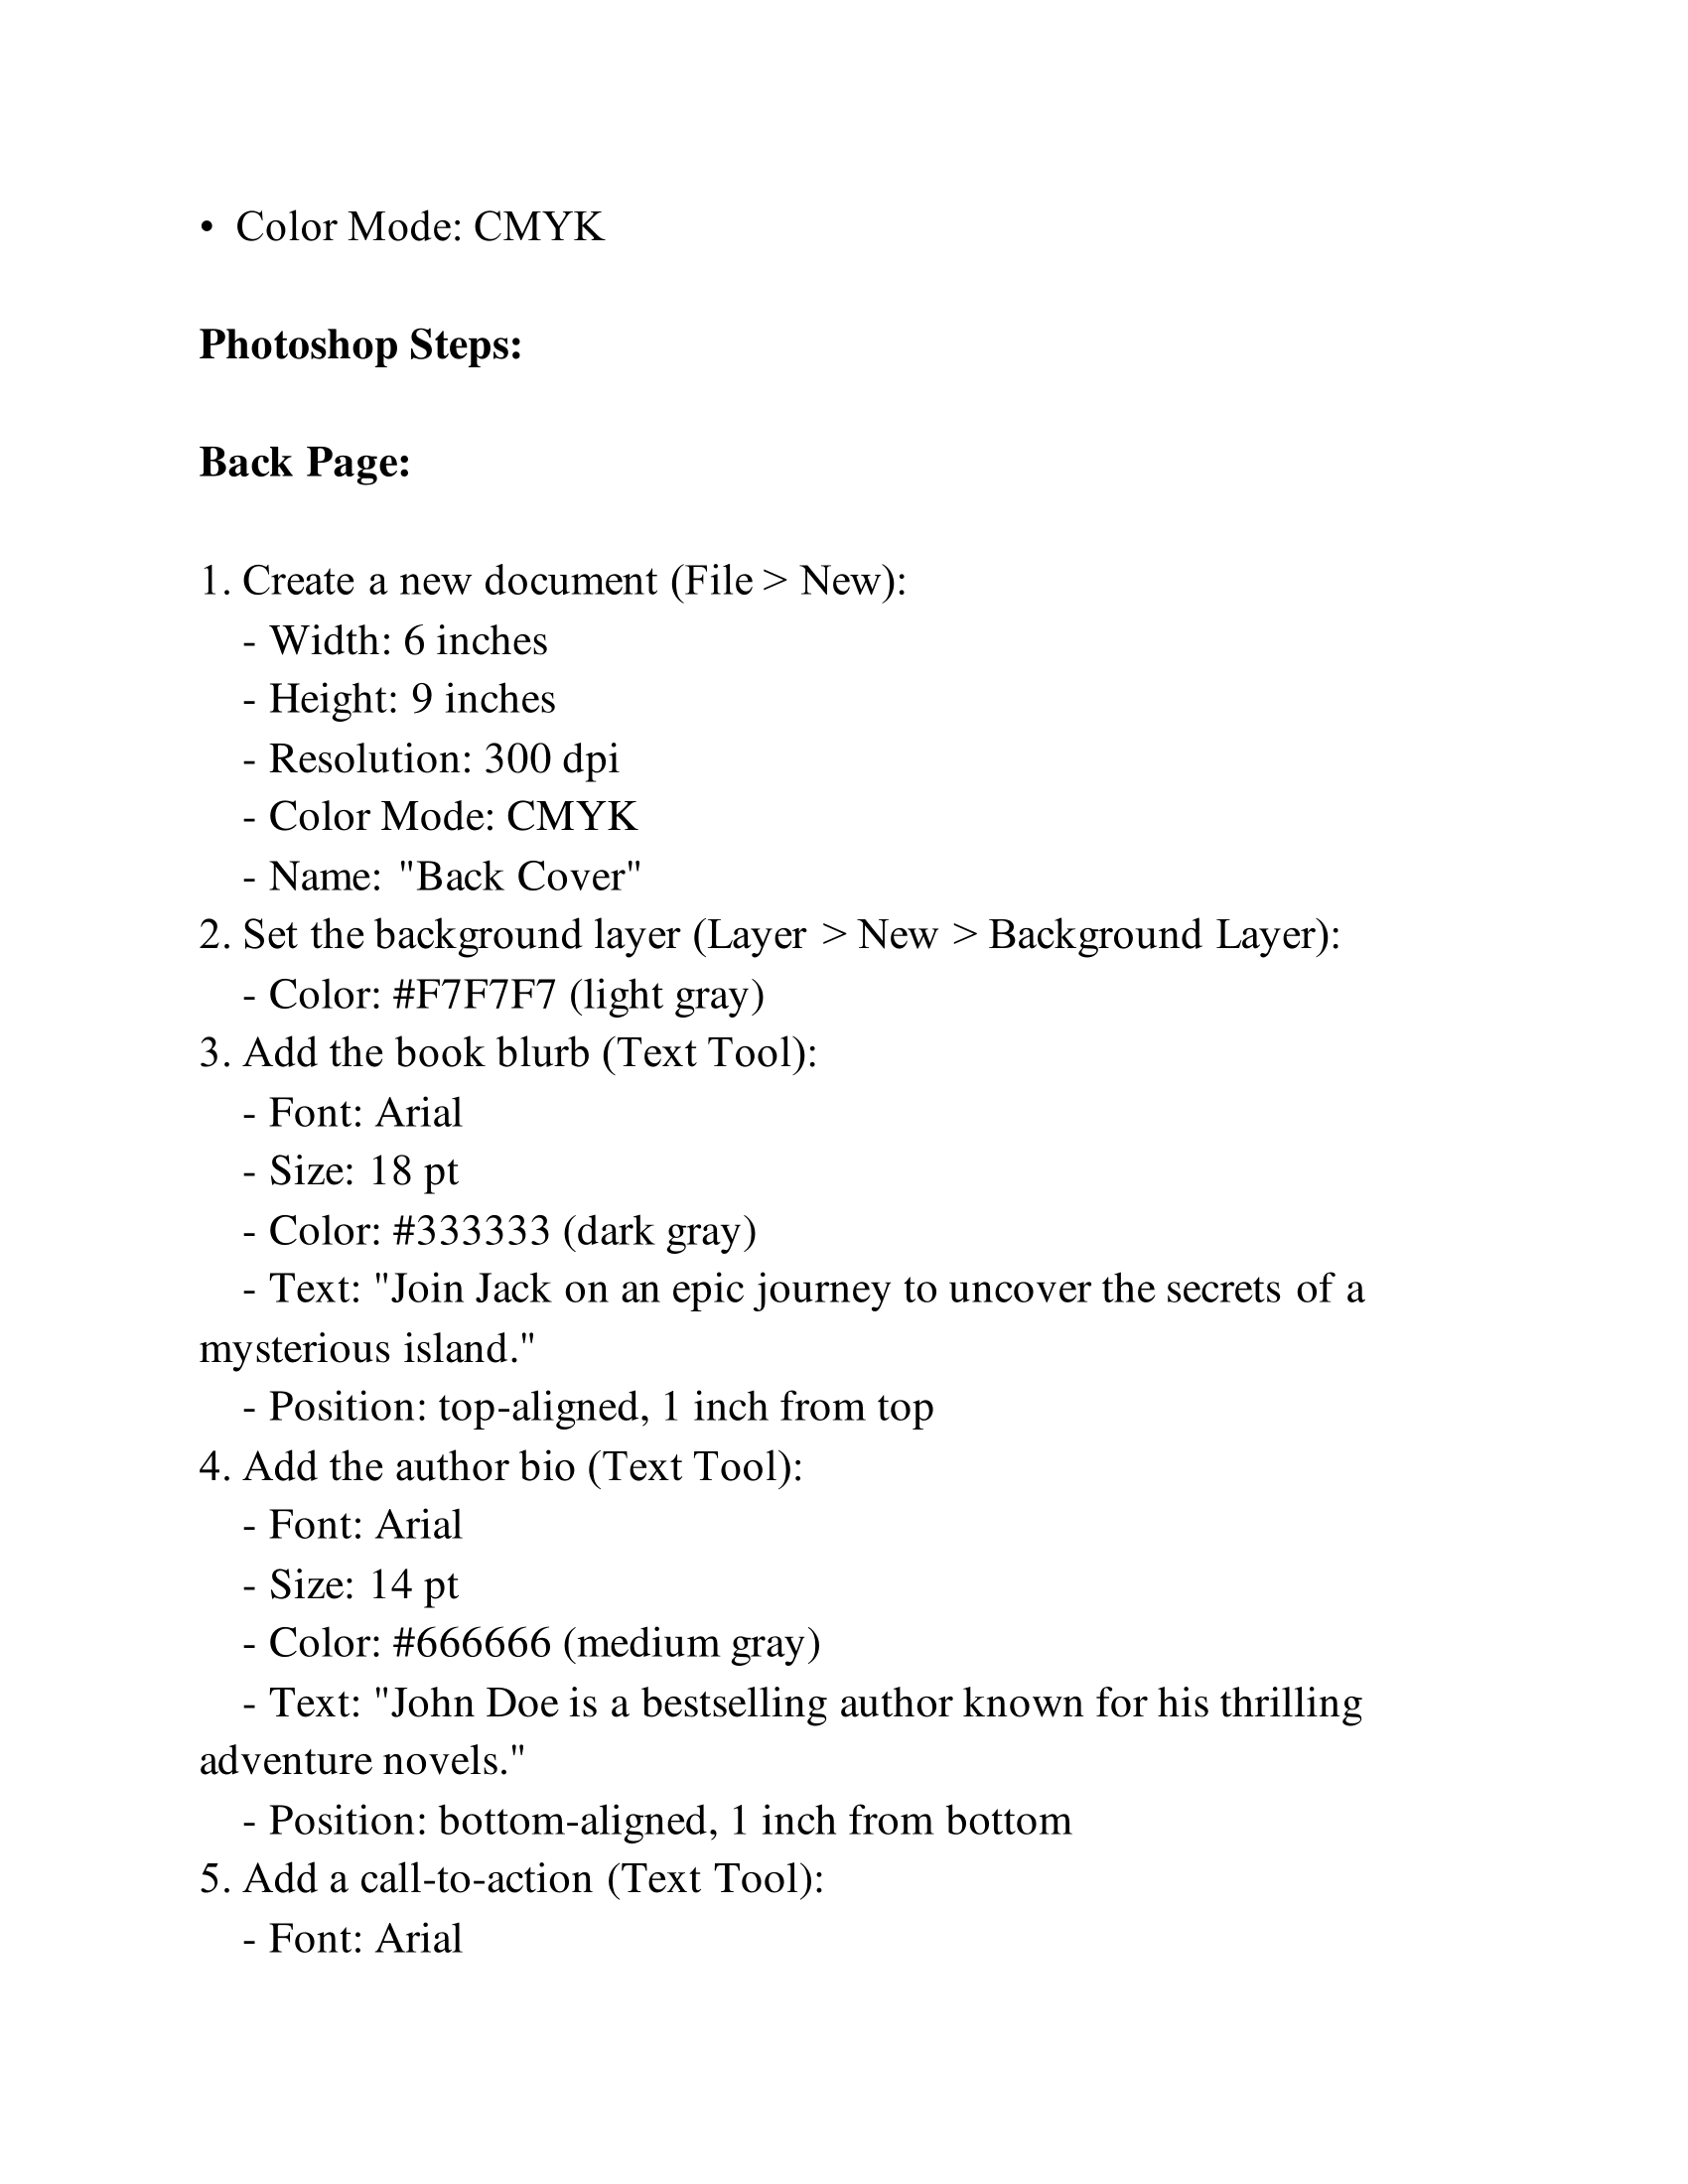 • Color Mode: CMYK
Photoshop Steps:
Back Page:
1. Create a new document (File > New):
- Width: 6 inches
- Height: 9 inches
- Resolution: 300 dpi
- Color Mode: CMYK
- Name: "Back Cover"
2. Set the background layer (Layer > New > Background Layer):
- Color: #F7F7F7 (light gray)
3. Add the book blurb (Text Tool):
- Font: Arial
- Size: 18 pt
- Color: #333333 (dark gray)
- Text: "Join Jack on an epic journey to uncover the secrets of a
mysterious island."
- Position: top-aligned, 1 inch from top
4. Add the author bio (Text Tool):
- Font: Arial
- Size: 14 pt
- Color: #666666 (medium gray)
- Text: "John Doe is a bestselling author known for his thrilling
adventure novels."
- Position: bottom-aligned, 1 inch from bottom
5. Add a call-to-action (Text Tool):
- Font: Arial